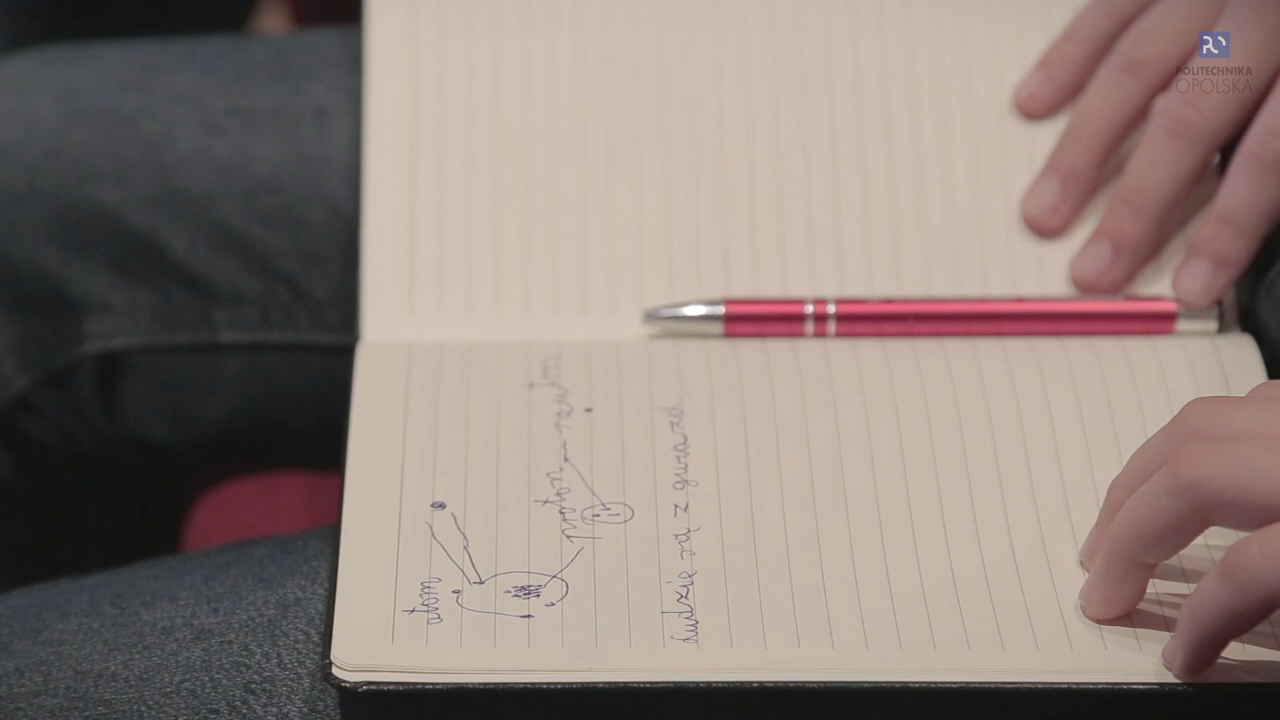 atom
proton neutron
ludzie są z gwiazd
POLITECHNIKA
OPOLSKA